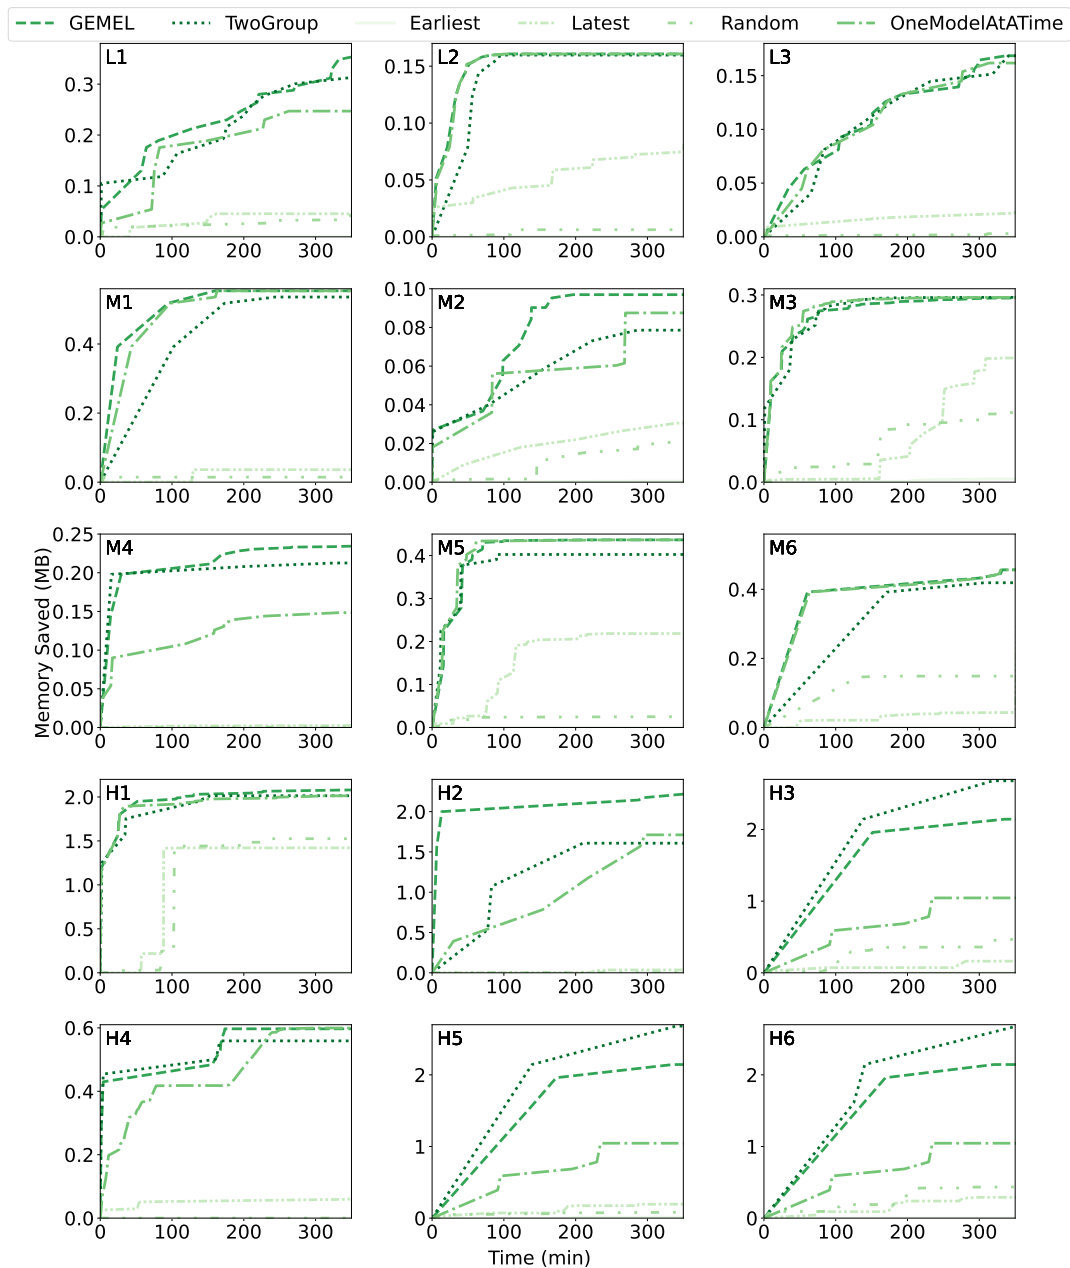 GEMEL TwoGroup Earliest Latest Random OneModelAtATime
L1 L2 L3
0.3 0.15 0.15
0.2 0.10 0.10
0.1 0.05 0.05
0.0 0.00 0.00
0 100 200 300 0 100 200 300 0 100 200 300
M1 M2 M3
0.10 0.3
0.4 0.08
0.06 0.2
0.2 0.04 0.1
0.02
0.0 0.00 0.0
0 100 200 300 0 100 200 300 0 100 200 300
Memory Saved (MB)
M4 M5 M6
0.25
0.20 0.4 0.4
0.15 0.3
0.10 0.2 0.2
0.05 0.1
0.00 0.0 0.0
0 100 200 300 0 100 200 300 0 100 200 300
H1 H2 H3
2.0 2.0 2
1.5 1.5
1.0 1.0 1
0.5 0.5
0.0 0 0
0 100 200 300 0 100 200 300 0 100 200 300
H4 H5 H6
0.6
0.4 2 2
0.2 1 1
0.0 0 0
0 100 200 300 0 100 200 300 0 100 200 300
Time (min)